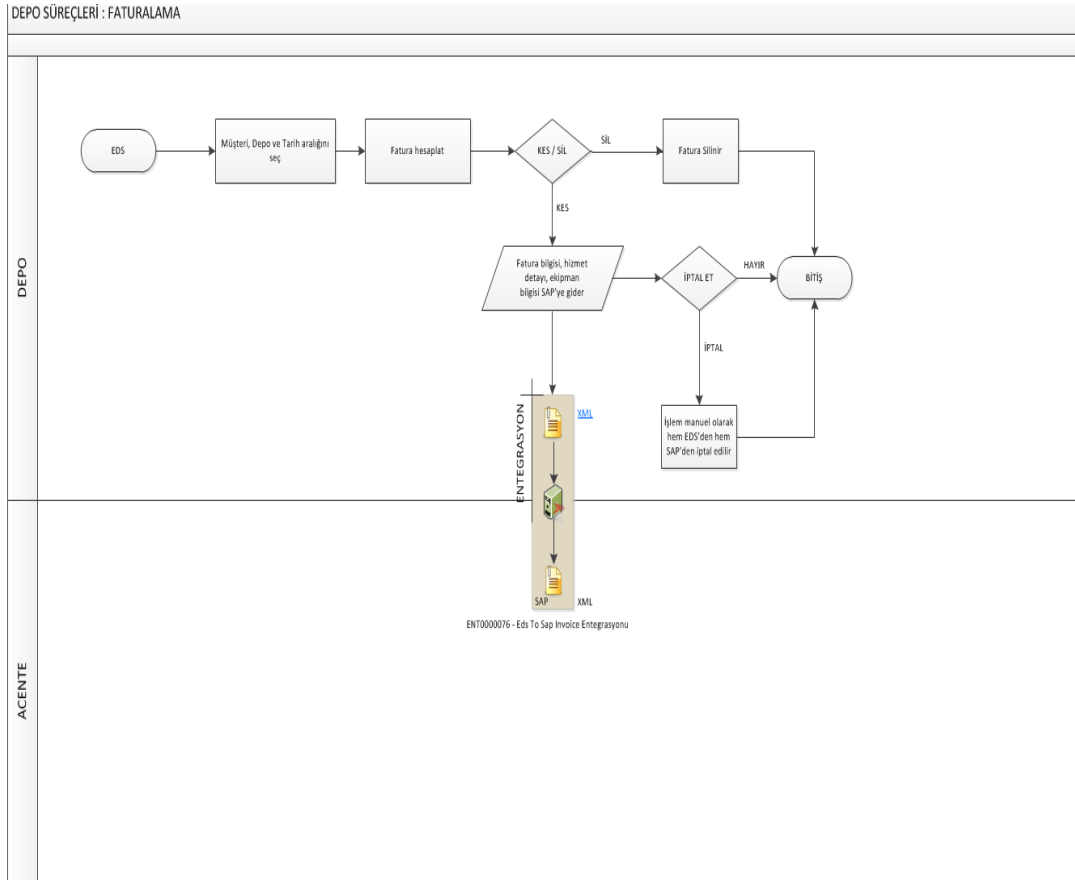 DEPO SÜREÇLERİ : FATURALAMA
DEPO
EDS
Müşteri, Depo ve Tarih aralığını
seç
Fatura hesaplat
KES / SİL
SİL
Fatura Silinir
KES
Fatura bilgisi, hizmet
detayı, ekipman
bilgisi SAP'ye gider
İPTAL ET
HAYIR
BİTİŞ
İPTAL
İşlem manuel olarak
hem EDS'den hem
SAP'den iptal edilir
ENTEGRASYON
XML
SAP
XML
ENT0000076 - Eds To Sap Invoice Entegrasyonu
ACENTE